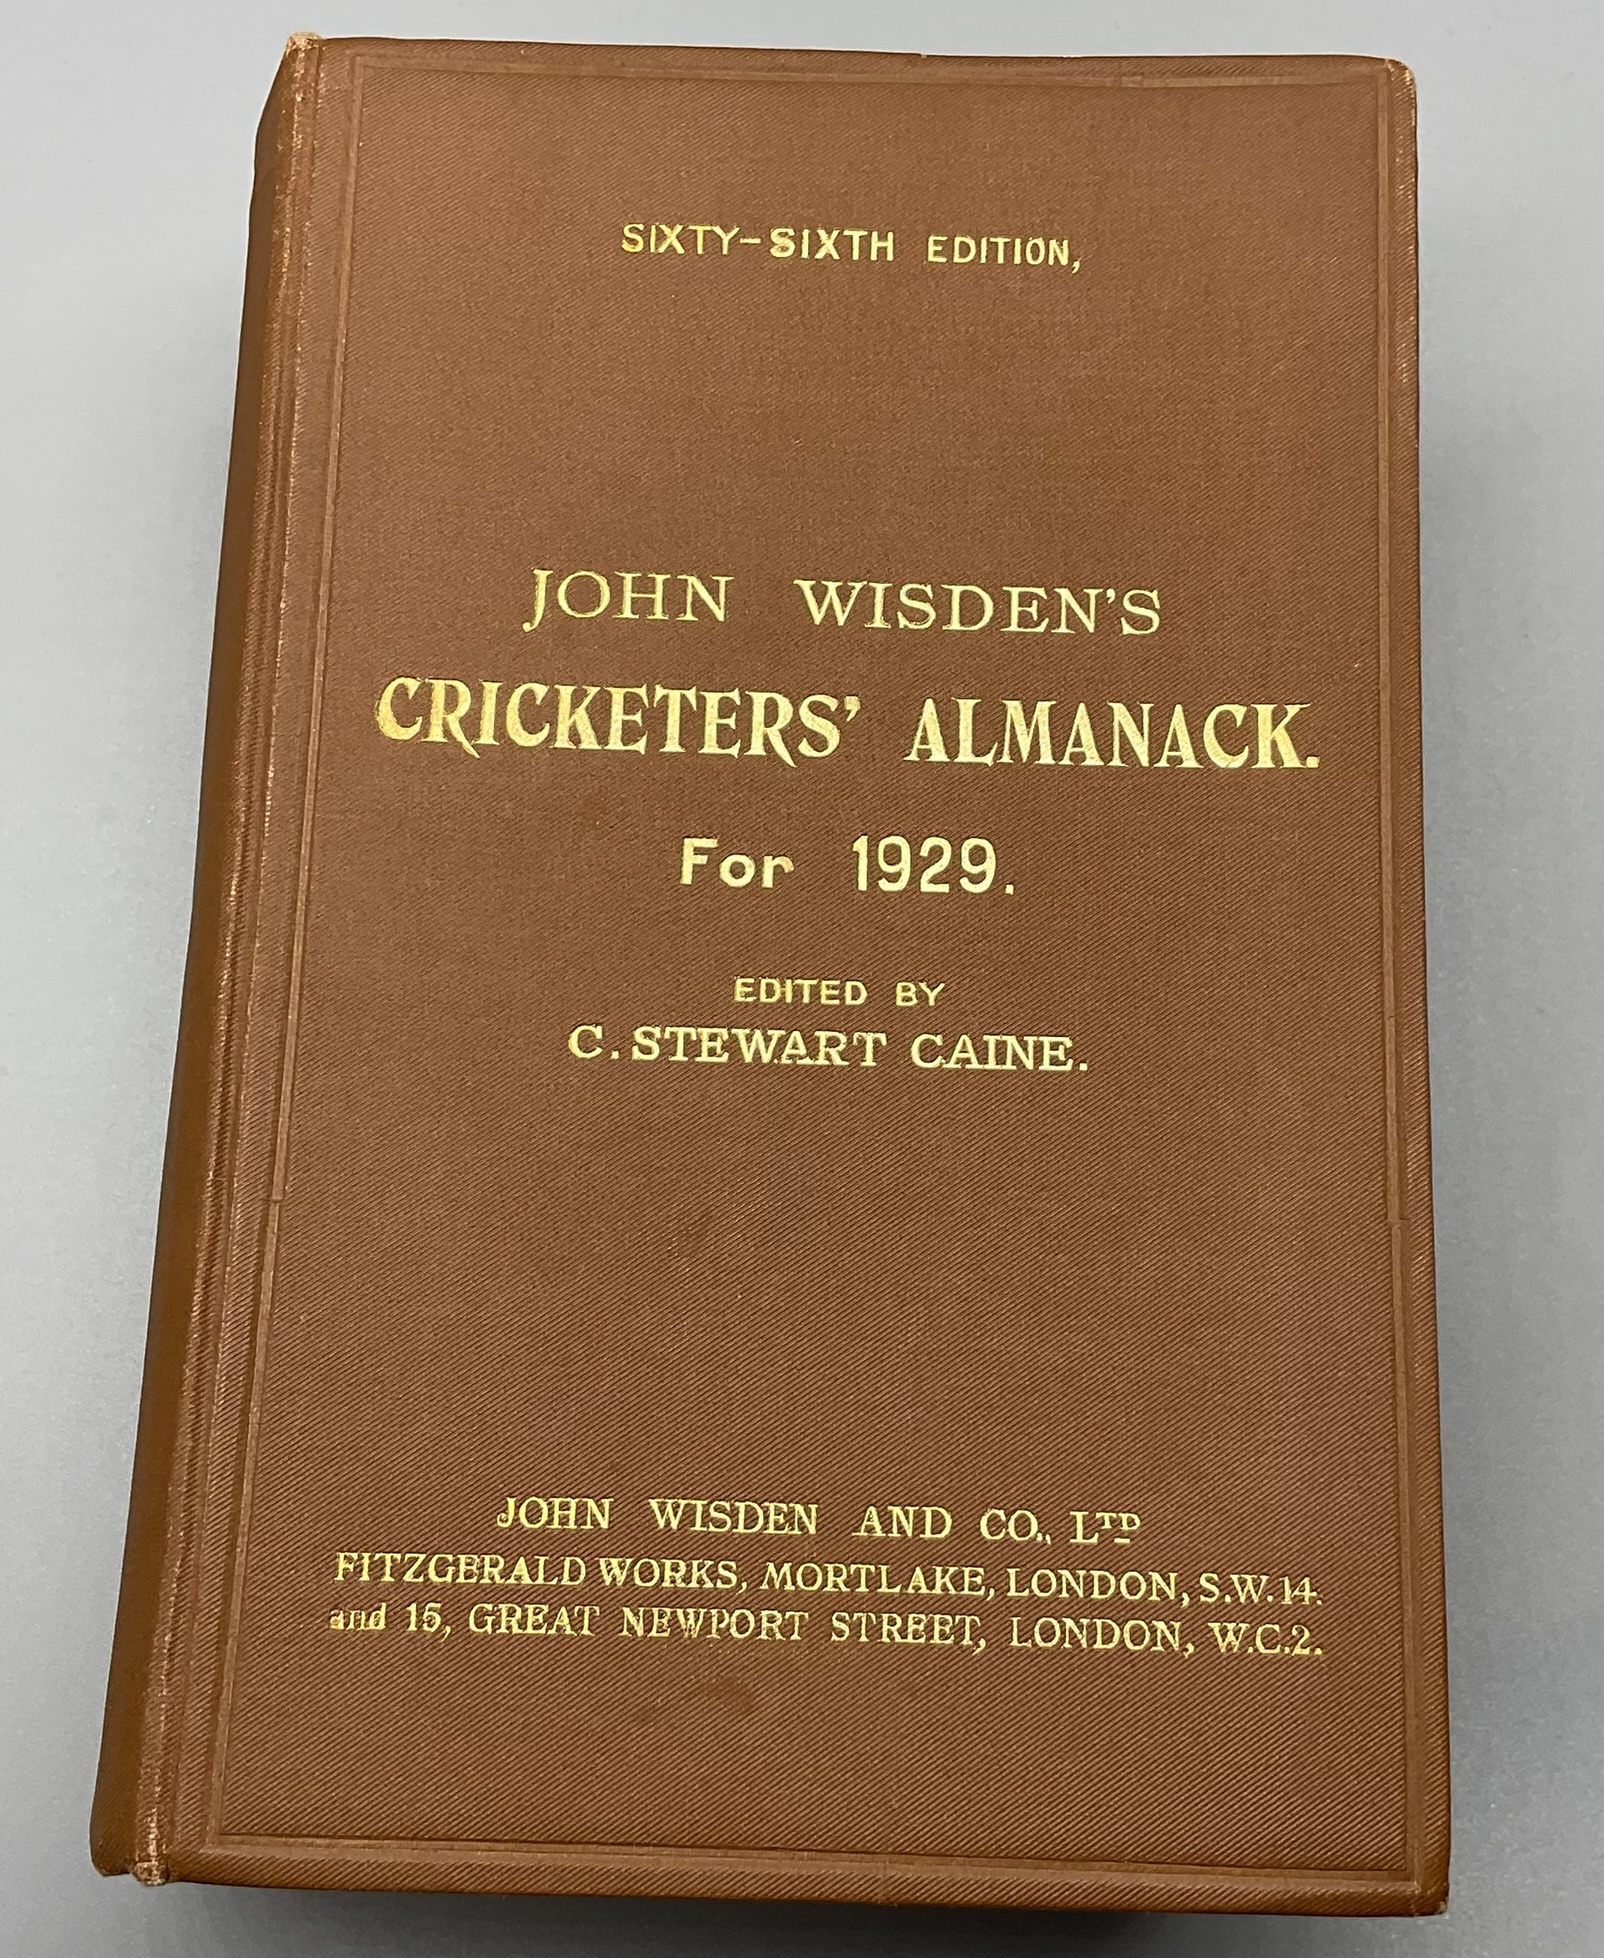 SIXTY-SIXTH EDITION,
JOHN WISDEN'S
CRICKETERS' ALMANACK.
For 1929.
EDITED BY
C. STEWART CAINE.
JOHN WISDEN AND CO., LTD
FITZGERALD WORKS, MORTLAKE, LONDON, S.W. 14.
and 15, GREAT NEWPORT STREET, LONDON, W.C.2.